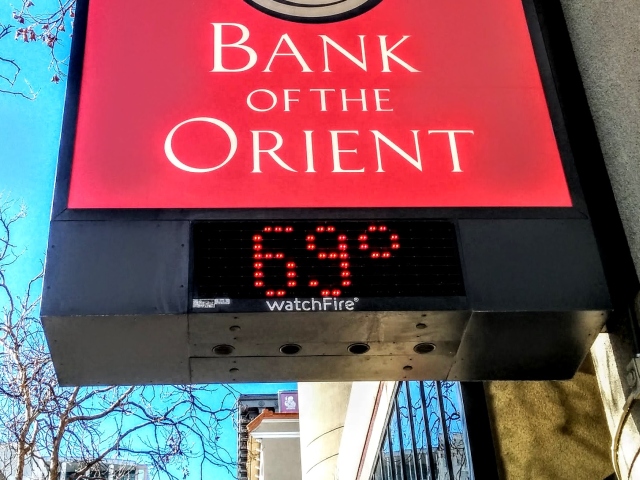 BANK
OF THE
ORIENT
69°
watchFire®